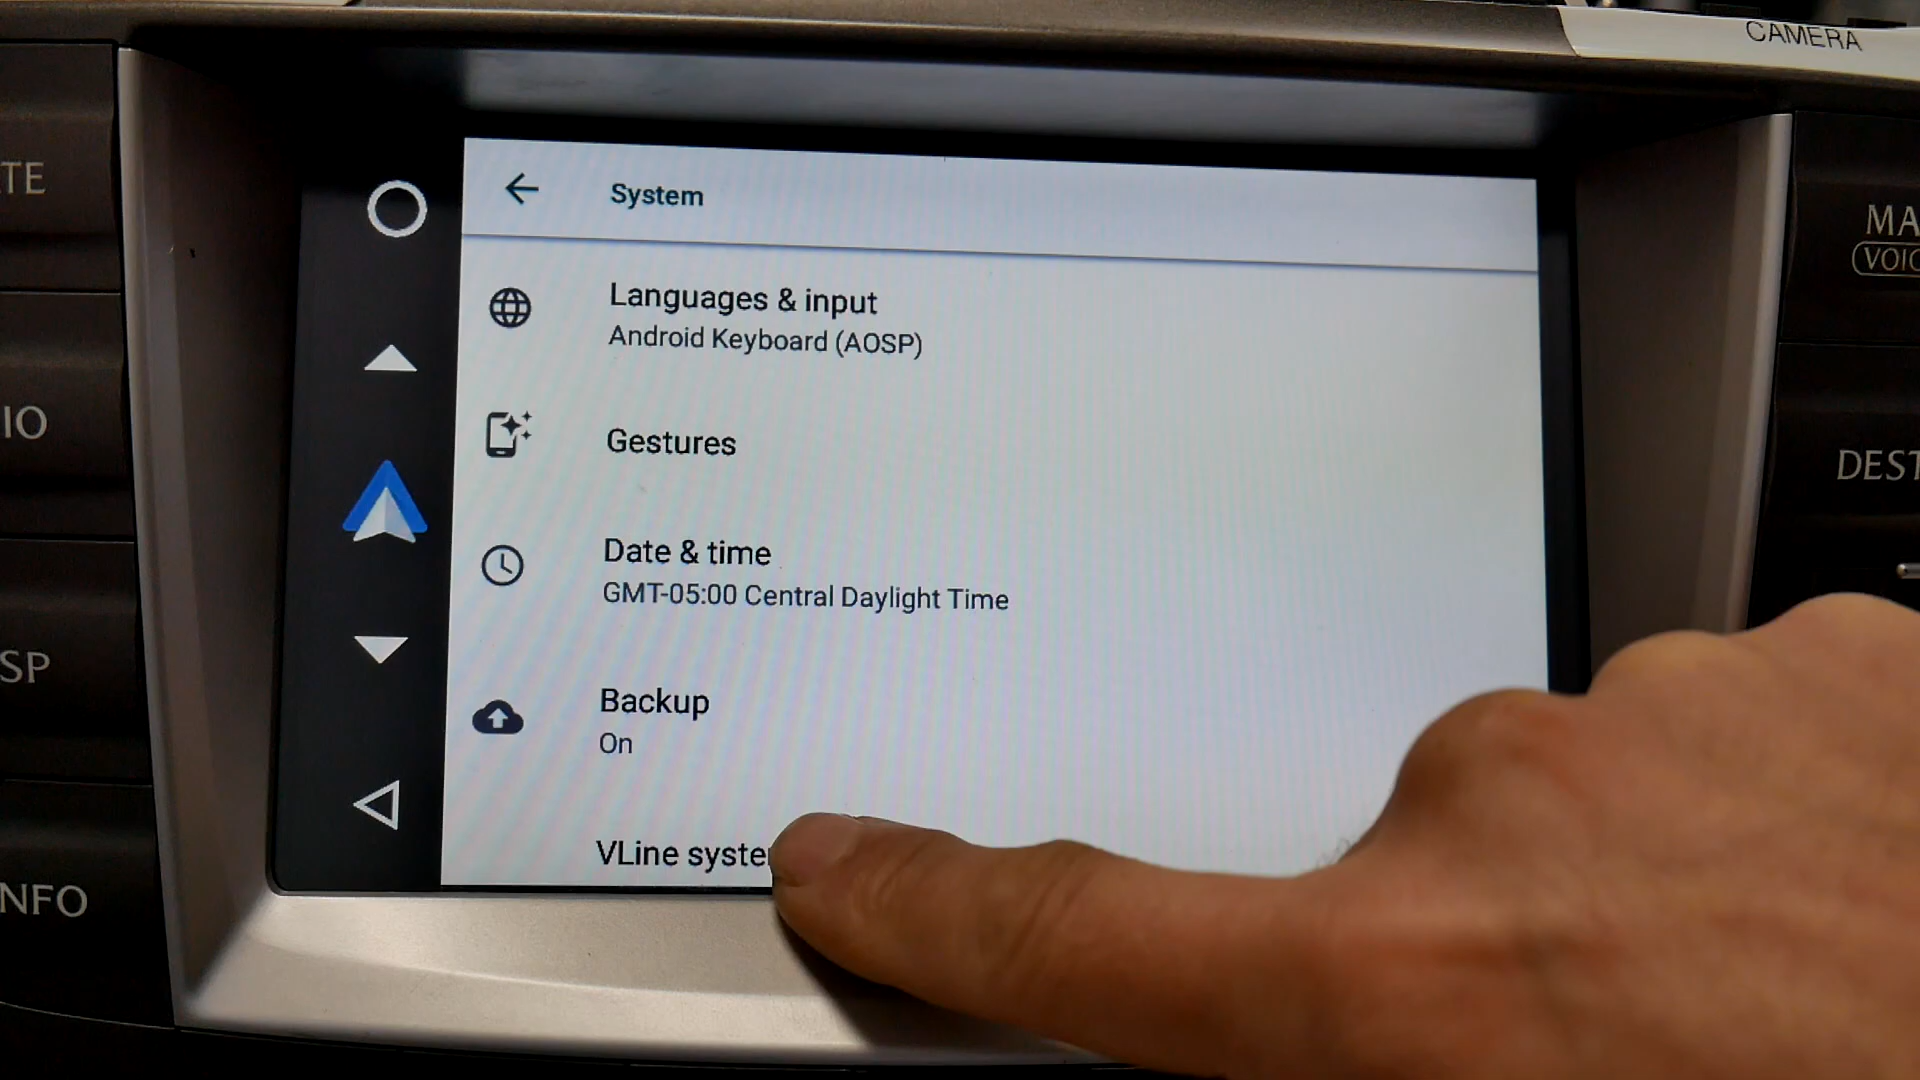 CAMERA
System
Languages & input
Android Keyboard (AOSP)
Gestures
Date & time
GMT-05:00 Central Daylight Time
Backup
On
VLine
TE
IO
SP
NFO
MA
VOIC
DEST